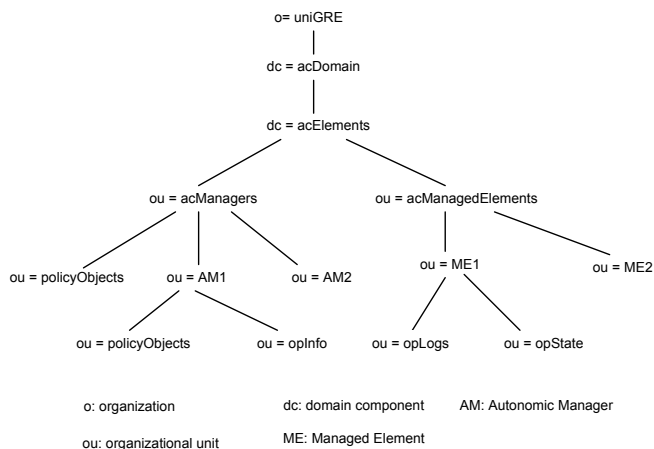 o= uniGRE
dc = acDomain
dc = acElements
ou = acManagers
ou = acManagedElements
ou = policyObjects
ou = AM1
ou = AM2
ou = ME1
ou = ME2
ou = policyObjects
ou = opInfo
ou = opLogs
ou = opState
o: organization
dc: domain component
AM: Autonomic Manager
ou: organizational unit
ME: Managed Element